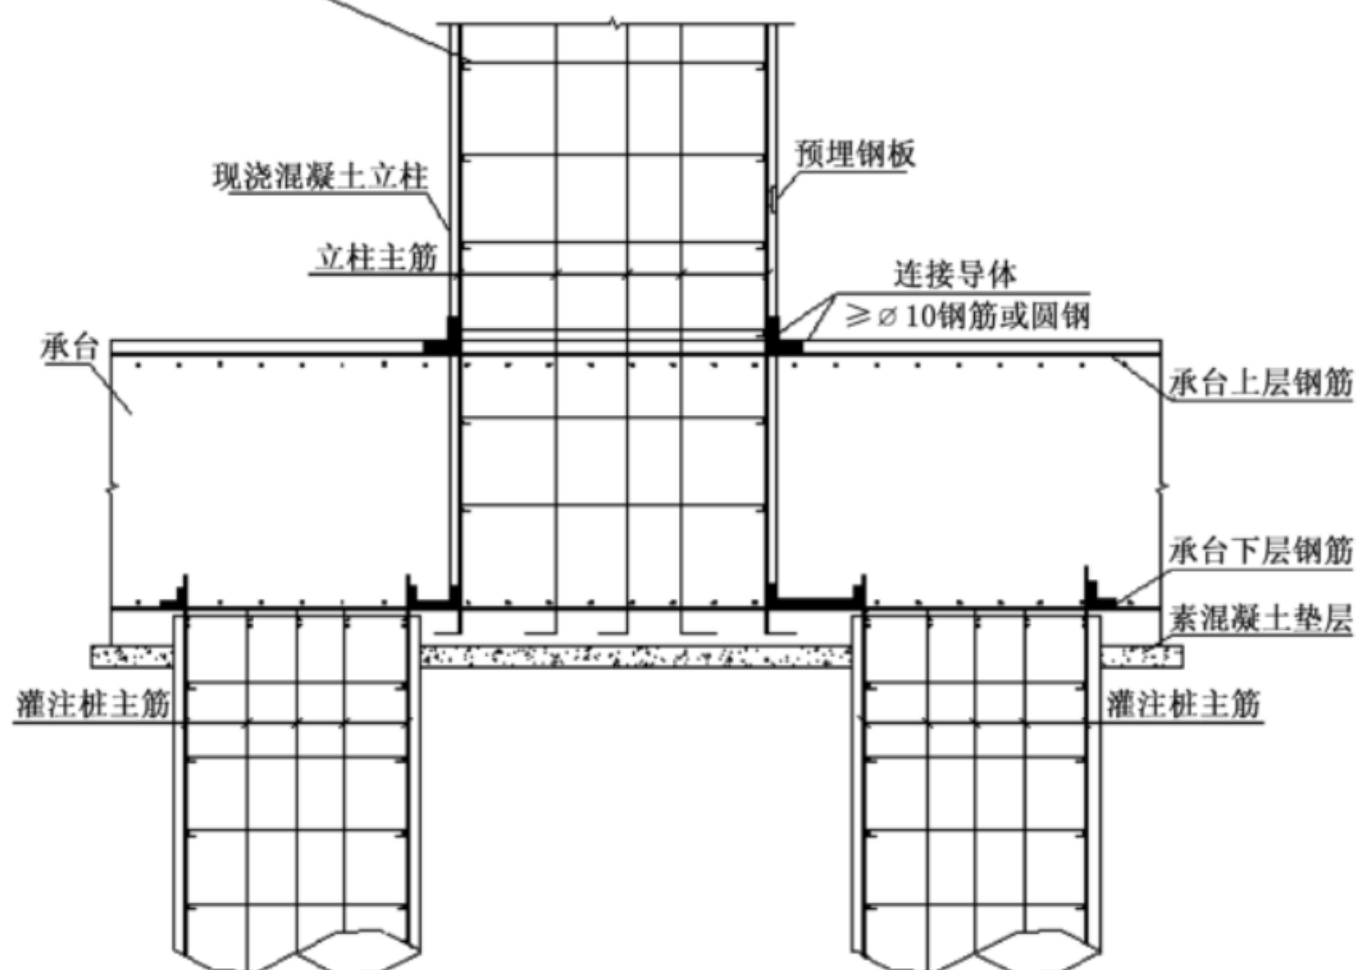 预埋钢板
现浇混凝土立柱
立柱主筋
连接导体
≥⌀10钢筋或圆钢
承台
承台上层钢筋
承台下层钢筋
素混凝土垫层
灌注桩主筋
灌注桩主筋